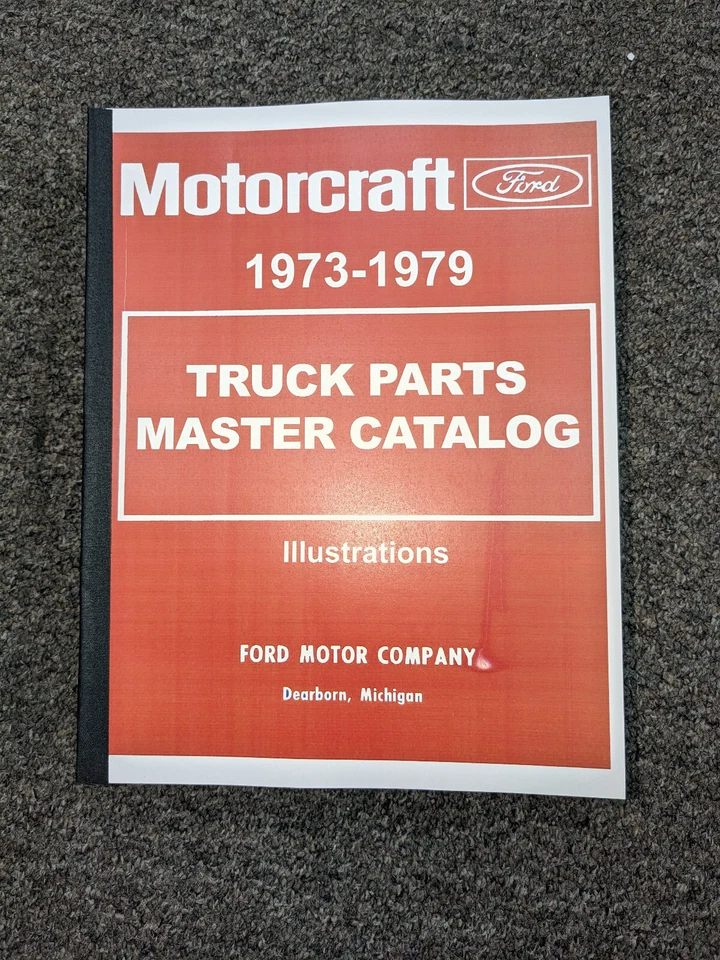 Motorcraft Ford
1973-1979
TRUCK PARTS
MASTER CATALOG
Illustrations
FORD MOTOR COMPANY
Dearborn, Michigan